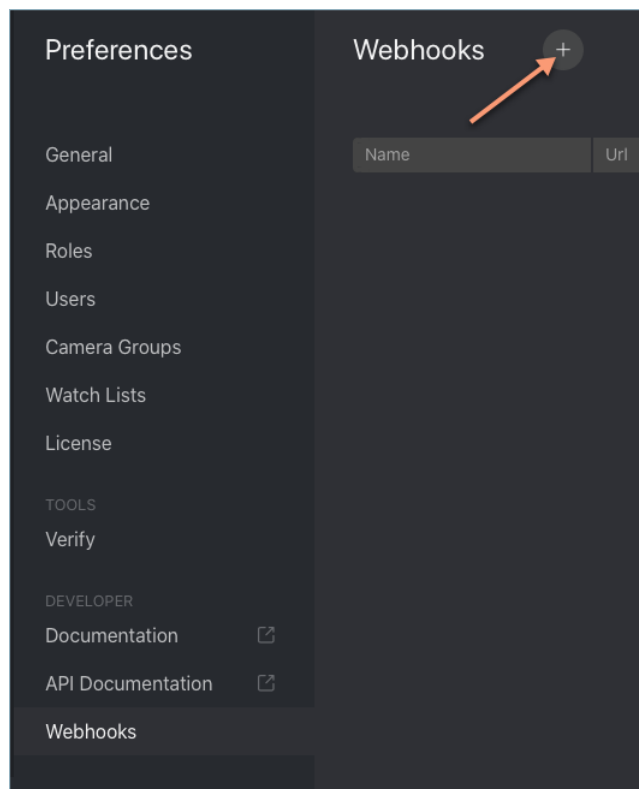 Preferences
General
Appearance
Roles
Users
Camera Groups
Watch Lists
License
TOOLS
Verify
DEVELOPER
Documentation
API Documentation
Webhooks
Webhooks +
Name Url